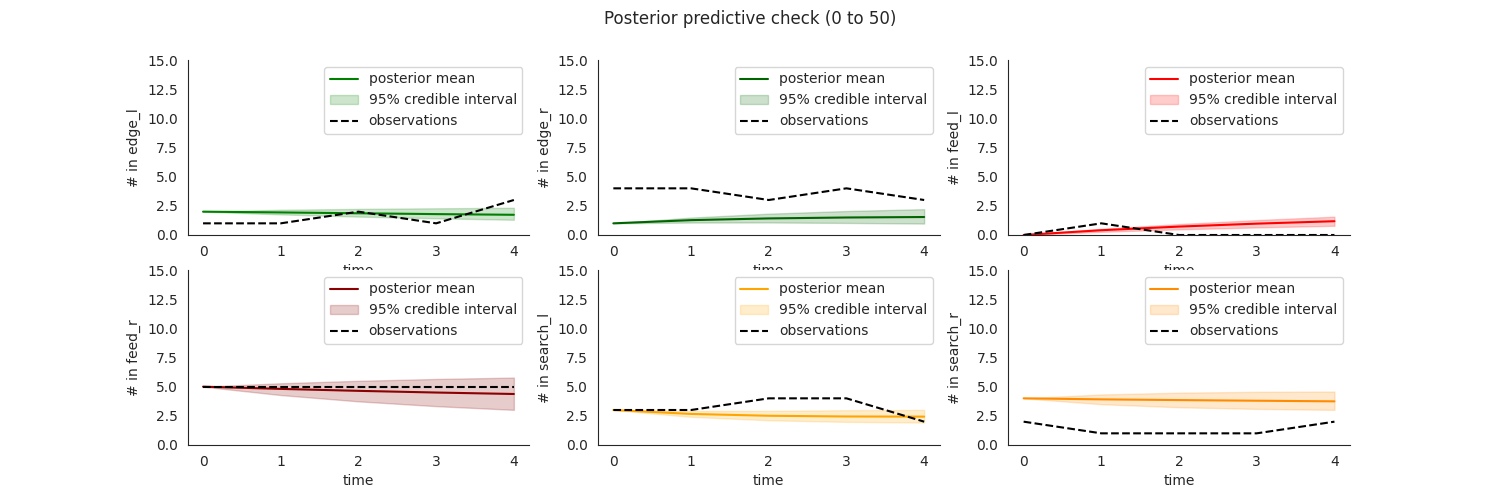 Posterior predictive check (0 to 50)
# in edge_l
15.0
12.5
10.0
7.5
5.0
2.5
0.0
posterior mean
95% credible interval
observations
0 1 2 3 4
time
# in edge_r
15.0
12.5
10.0
7.5
5.0
2.5
0.0
posterior mean
95% credible interval
observations
0 1 2 3 4
time
# in feed_l
15.0
12.5
10.0
7.5
5.0
2.5
0.0
posterior mean
95% credible interval
observations
0 1 2 3 4
time
# in feed_r
15.0
12.5
10.0
7.5
5.0
2.5
0.0
posterior mean
95% credible interval
observations
0 1 2 3 4
time
# in search_l
15.0
12.5
10.0
7.5
5.0
2.5
0.0
posterior mean
95% credible interval
observations
0 1 2 3 4
time
# in search_r
15.0
12.5
10.0
7.5
5.0
2.5
0.0
posterior mean
95% credible interval
observations
0 1 2 3 4
time